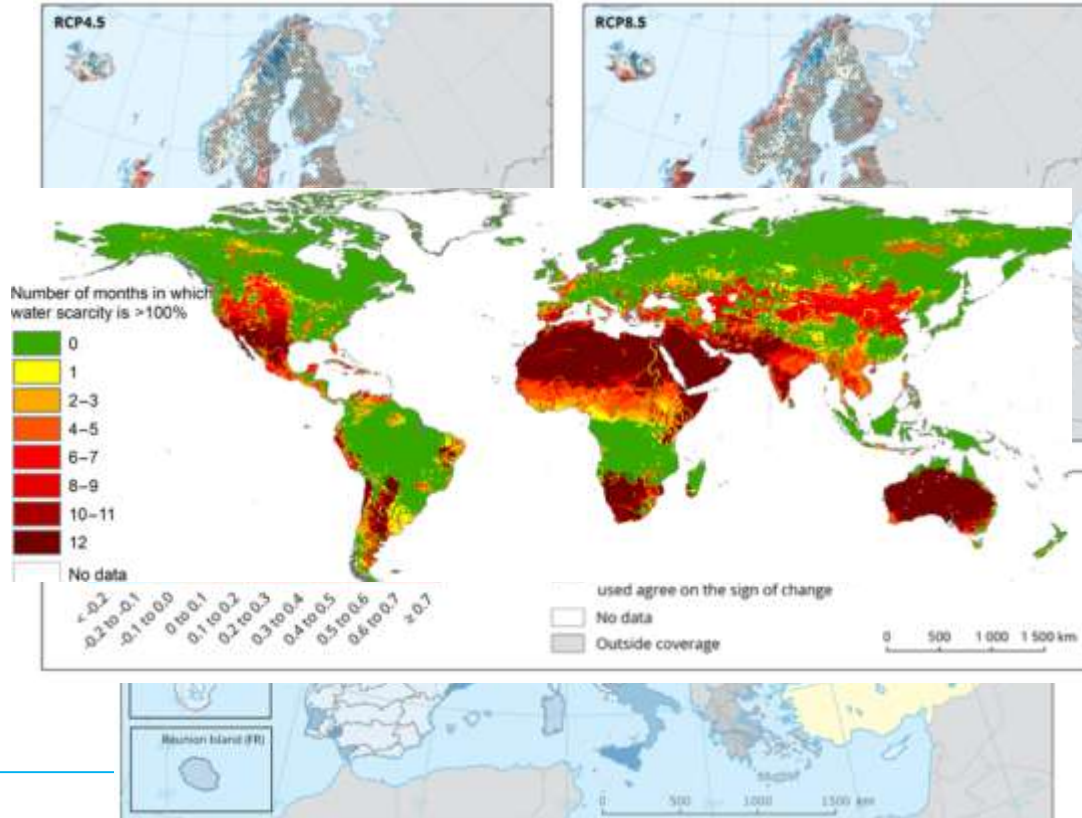 RCP4.5
RCP8.5
Number of months in which
water scarcity is >100%
0
1
2–3
4–5
6–7
8–9
10–11
12
No data
< -0.2
-0.2 to -0.1
-0.1 to 0.0
0 to 0.1
0.1 to 0.2
0.2 to 0.3
0.3 to 0.4
0.4 to 0.5
0.5 to 0.6
0.6 to 0.7
≥ 0.7
used agree on the sign of change
No data
Outside coverage
0 500 1 000 1 500 km
Réunion Island (FR)
0 500 1000 1500 km